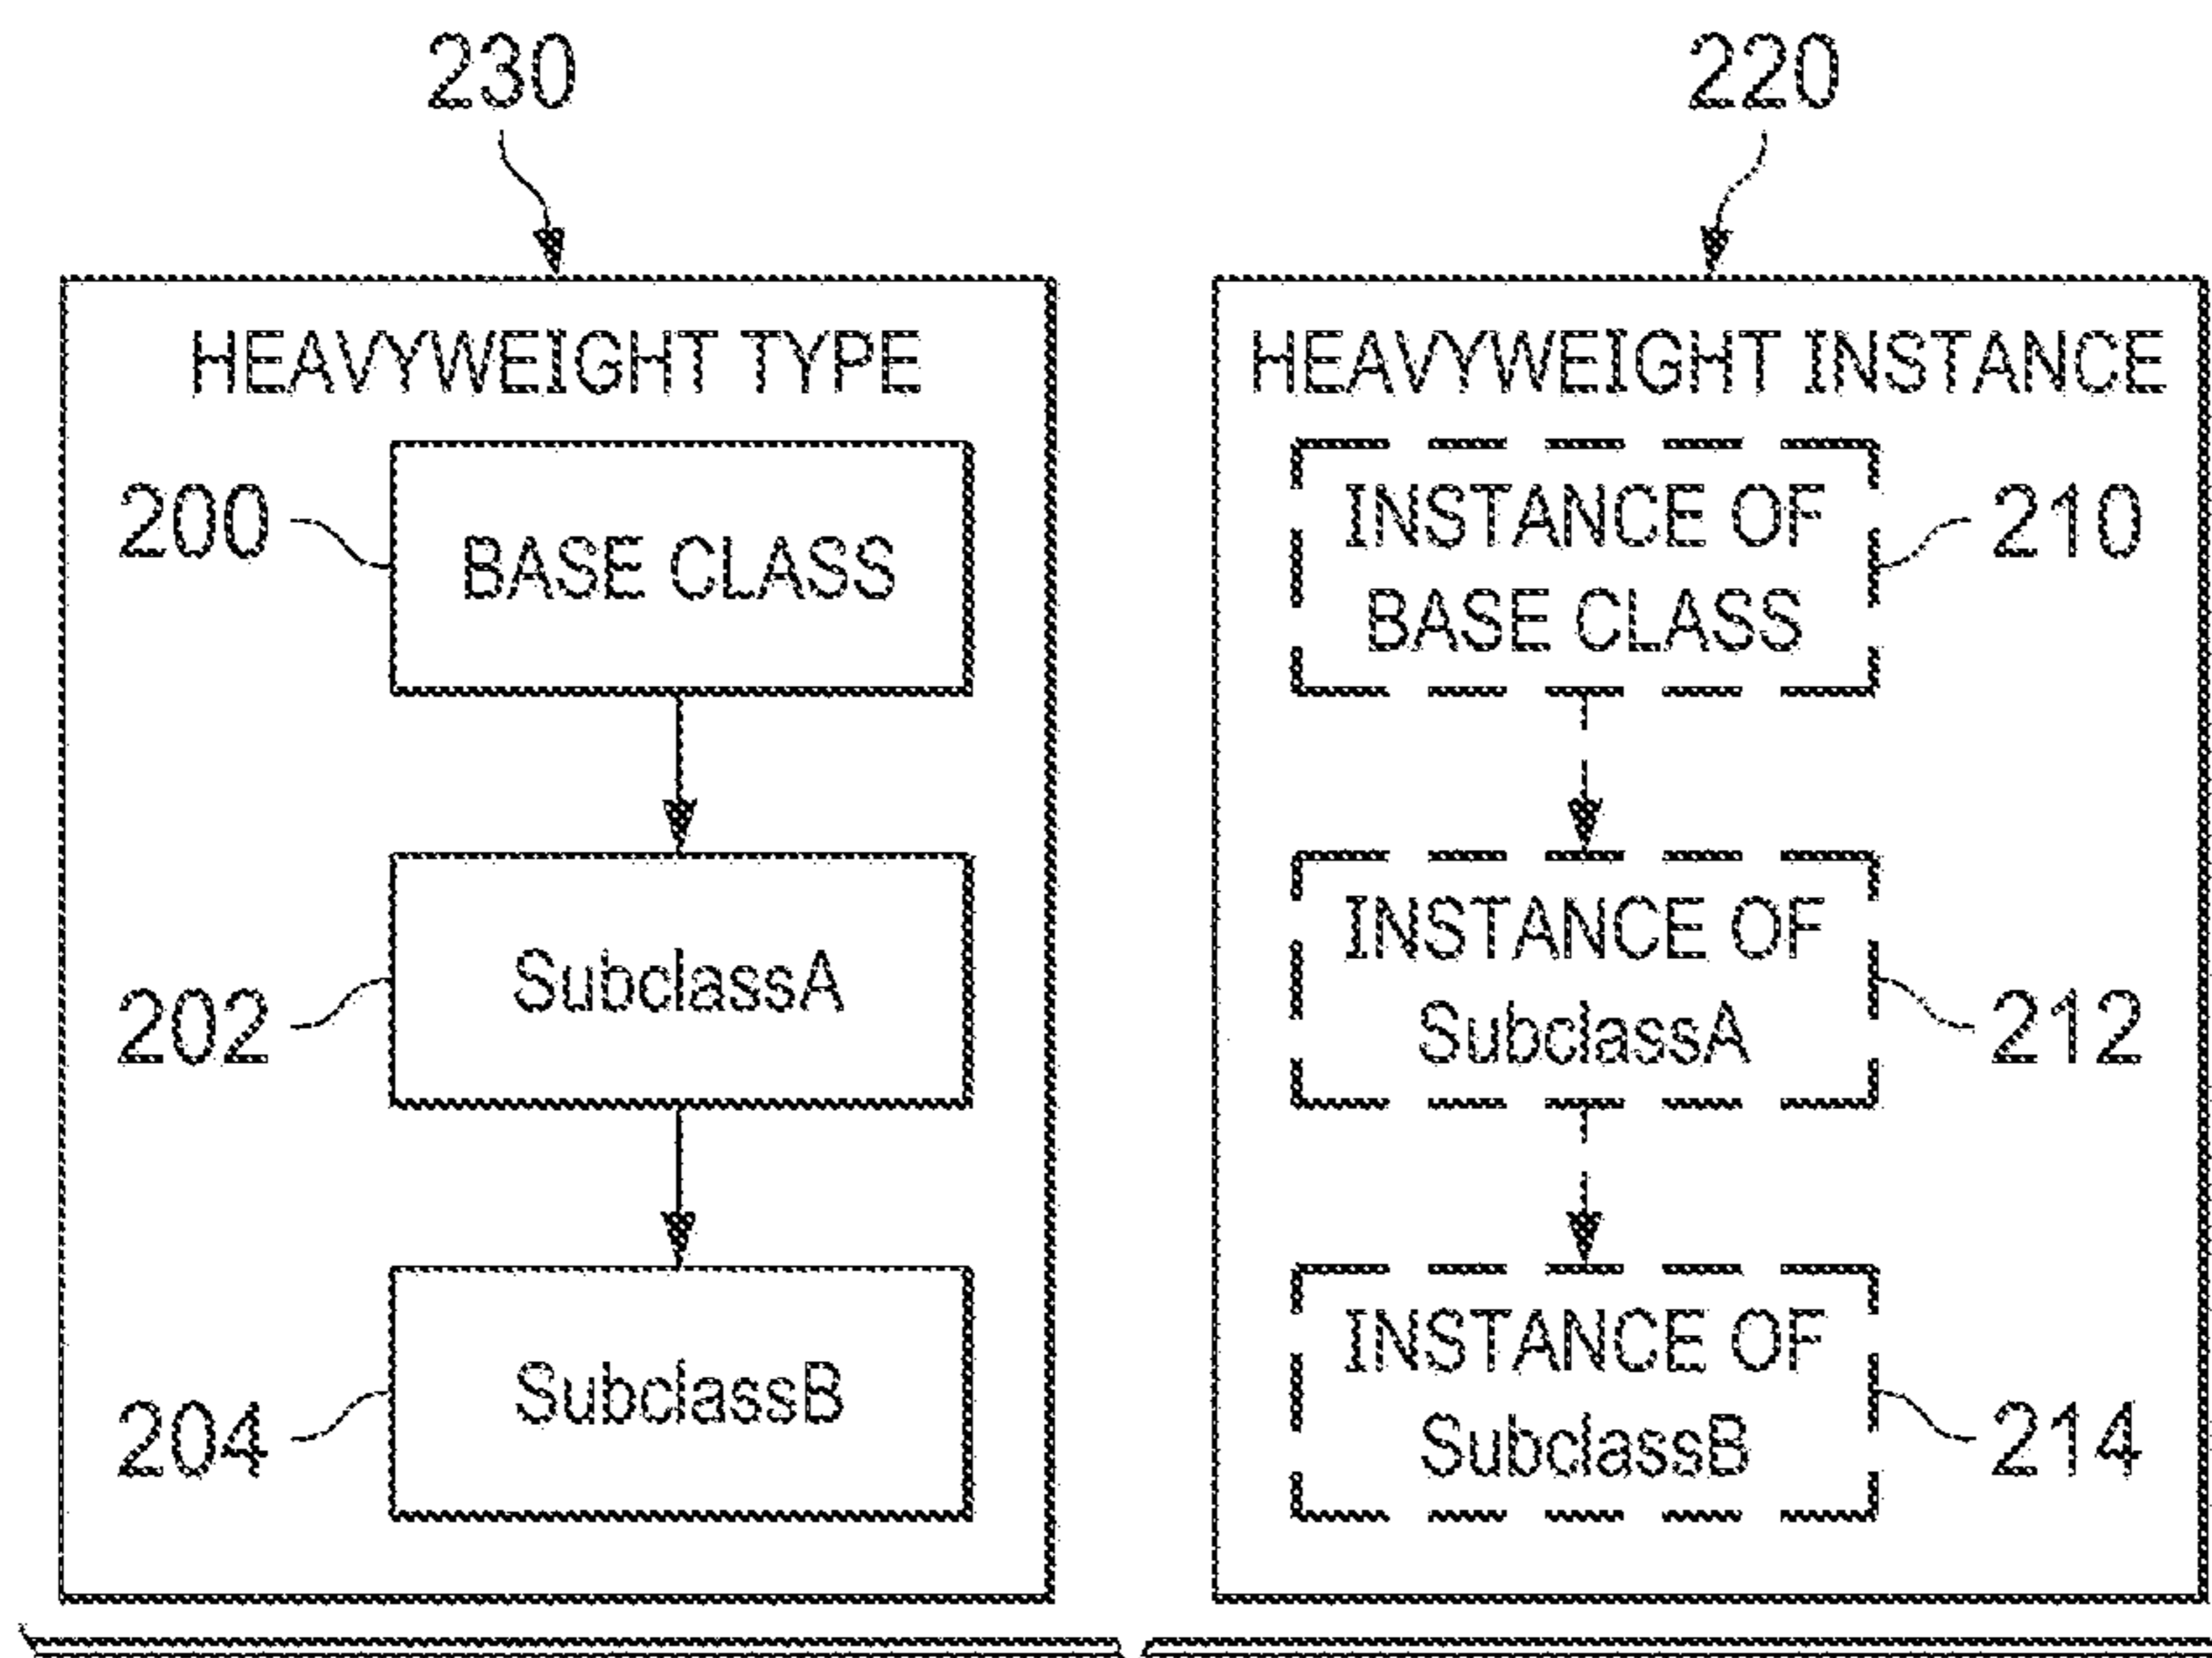 230
220
HEAVYWEIGHT TYPE
200
BASE CLASS
202
SubclassA
204
SubclassB
HEAVYWEIGHT INSTANCE
INSTANCE OF
BASE CLASS
210
INSTANCE OF
SubclassA
212
INSTANCE OF
SubclassB
214